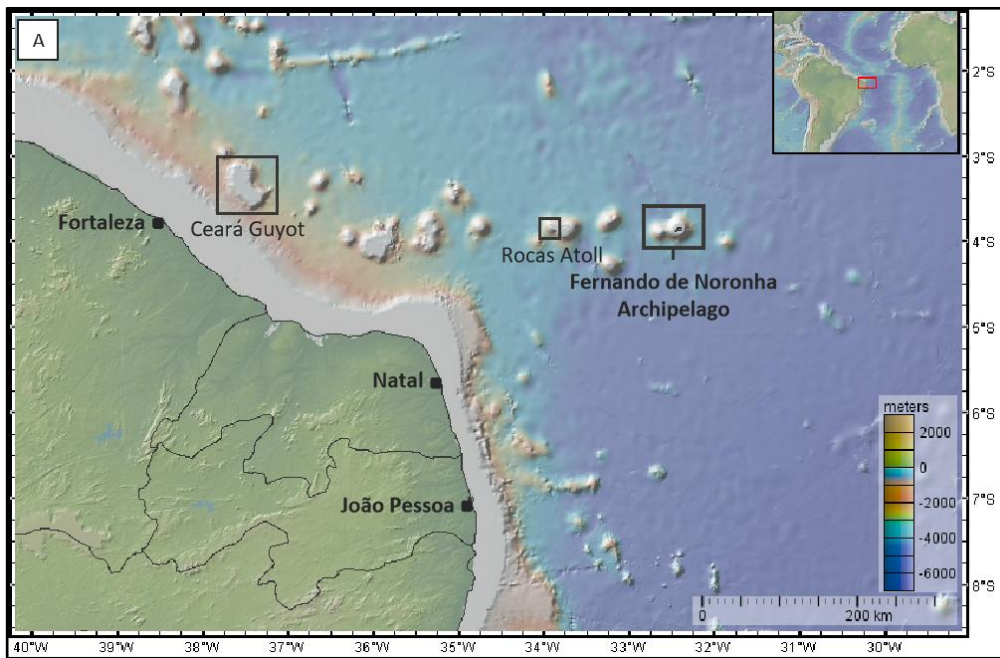 A
2°S
3°S
Fortaleza
Ceará Guyot
4°S
Rocas Atoll
Fernando de Noronha
Archipelago
5°S
Natal
meters
6°S
2000
0
João Pessoa
-2000
7°S
-4000
-6000
8°S
0 200 km
40°W 39°W 38°W 37°W 36°W 35°W 34°W 33°W 32°W 31°W 30°W